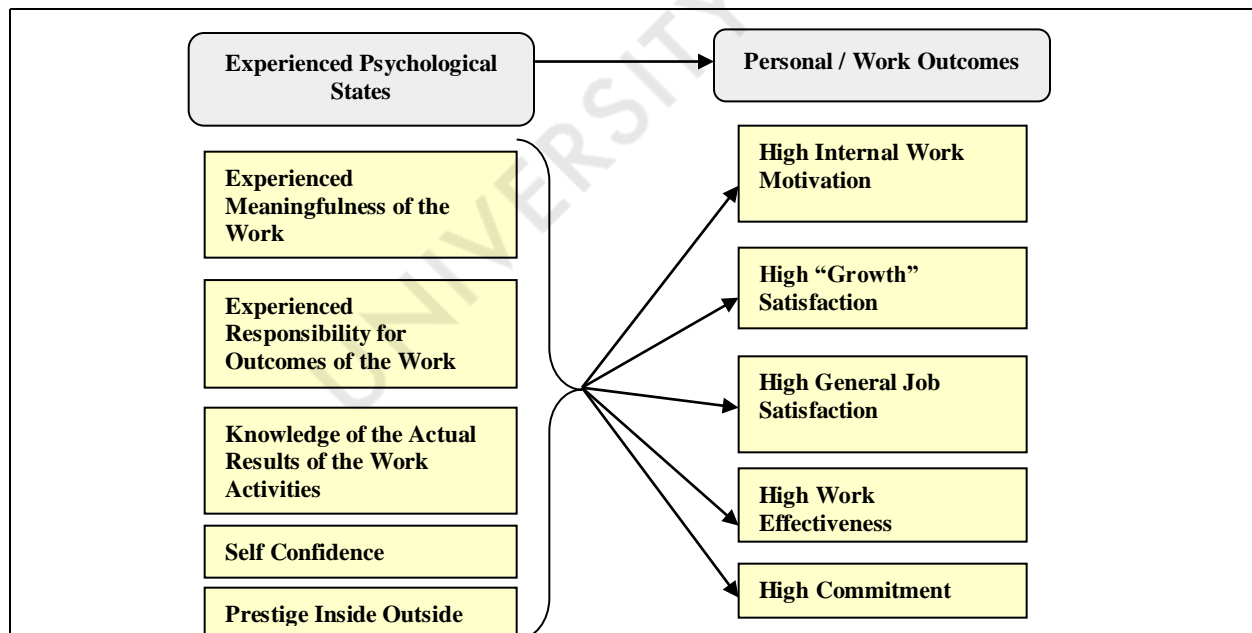 Experienced Psychological
States
Personal / Work Outcomes
Experienced
Meaningfulness of the
Work
Experienced
Responsibility for
Outcomes of the Work
Knowledge of the Actual
Results of the Work
Activities
Self Confidence
Prestige Inside Outside
High Internal Work
Motivation
High “Growth”
Satisfaction
High General Job
Satisfaction
High Work
Effectiveness
High Commitment
UNIVERSITY